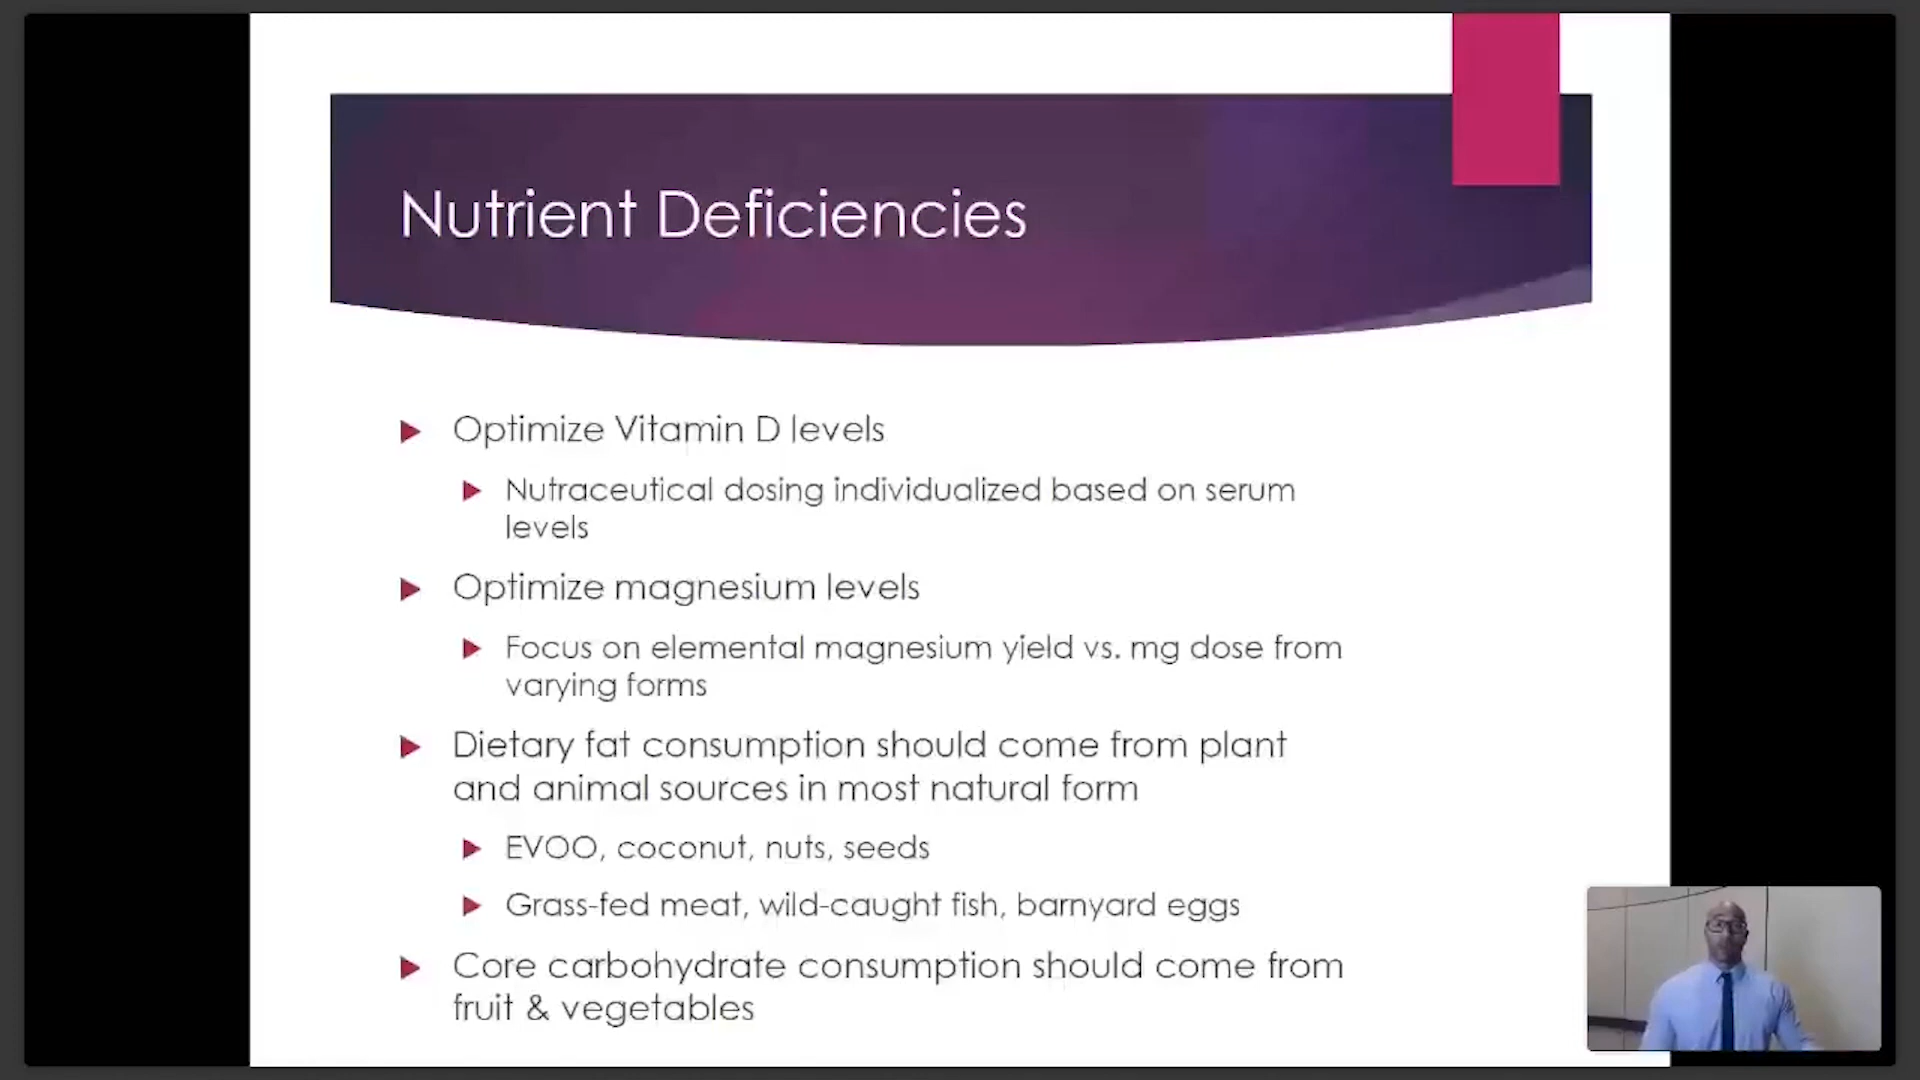 Nutrient Deficiencies
Optimize Vitamin D levels
Nutraceutical dosing individualized based on serum
levels
Optimize magnesium levels
Focus on elemental magnesium yield vs. mg dose from
varying forms
Dietary fat consumption should come from plant
and animal sources in most natural form
EVOO, coconut, nuts, seeds
Grass-fed meat, wild-caught fish, barnyard eggs
Core carbohydrate consumption should come from
fruit & vegetables